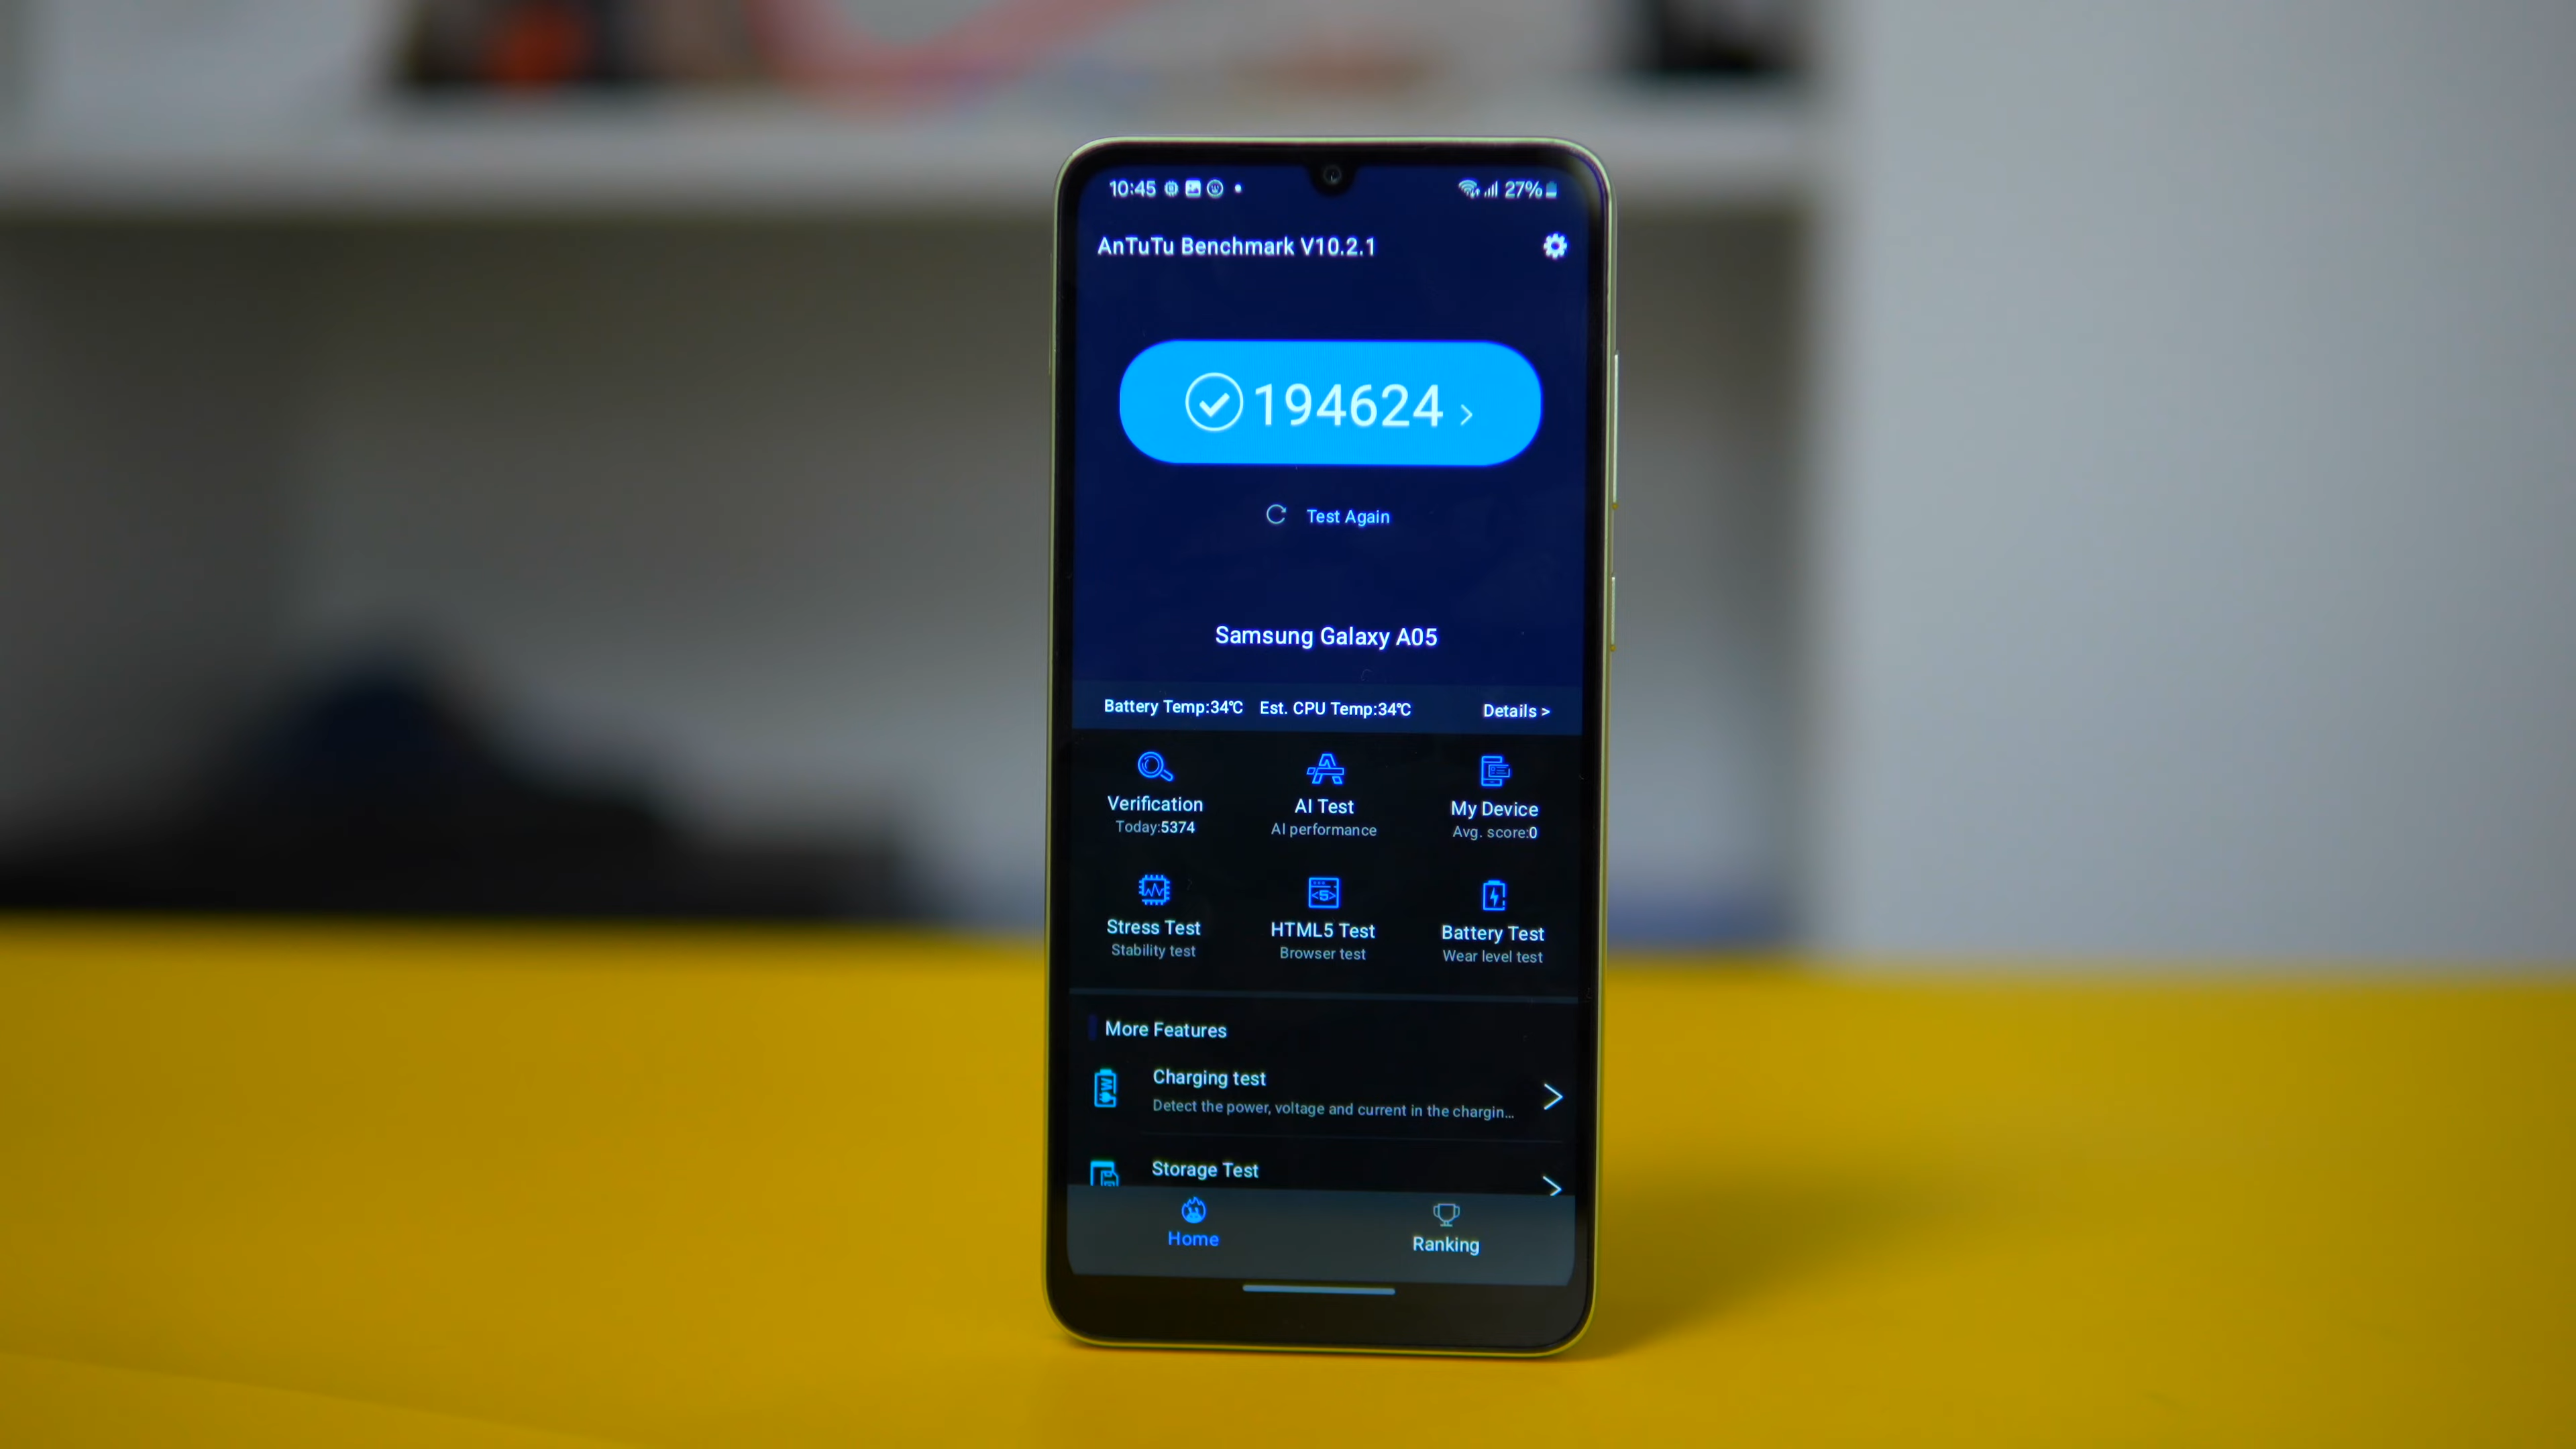 10:45 27%
AnTuTu Benchmark V10.2.1
194624 >
Test Again
Samsung Galaxy A05
Battery Temp:34℃ Est. CPU Temp:34℃ Details >
Verification AI Test My Device
Today:5374 AI performance Avg. score:0
Stress Test HTML5 Test Battery Test
Stability test Browser test Wear level test
More Features
Charging test
Detect the power, voltage and current in the chargin...
Storage Test
Home Ranking